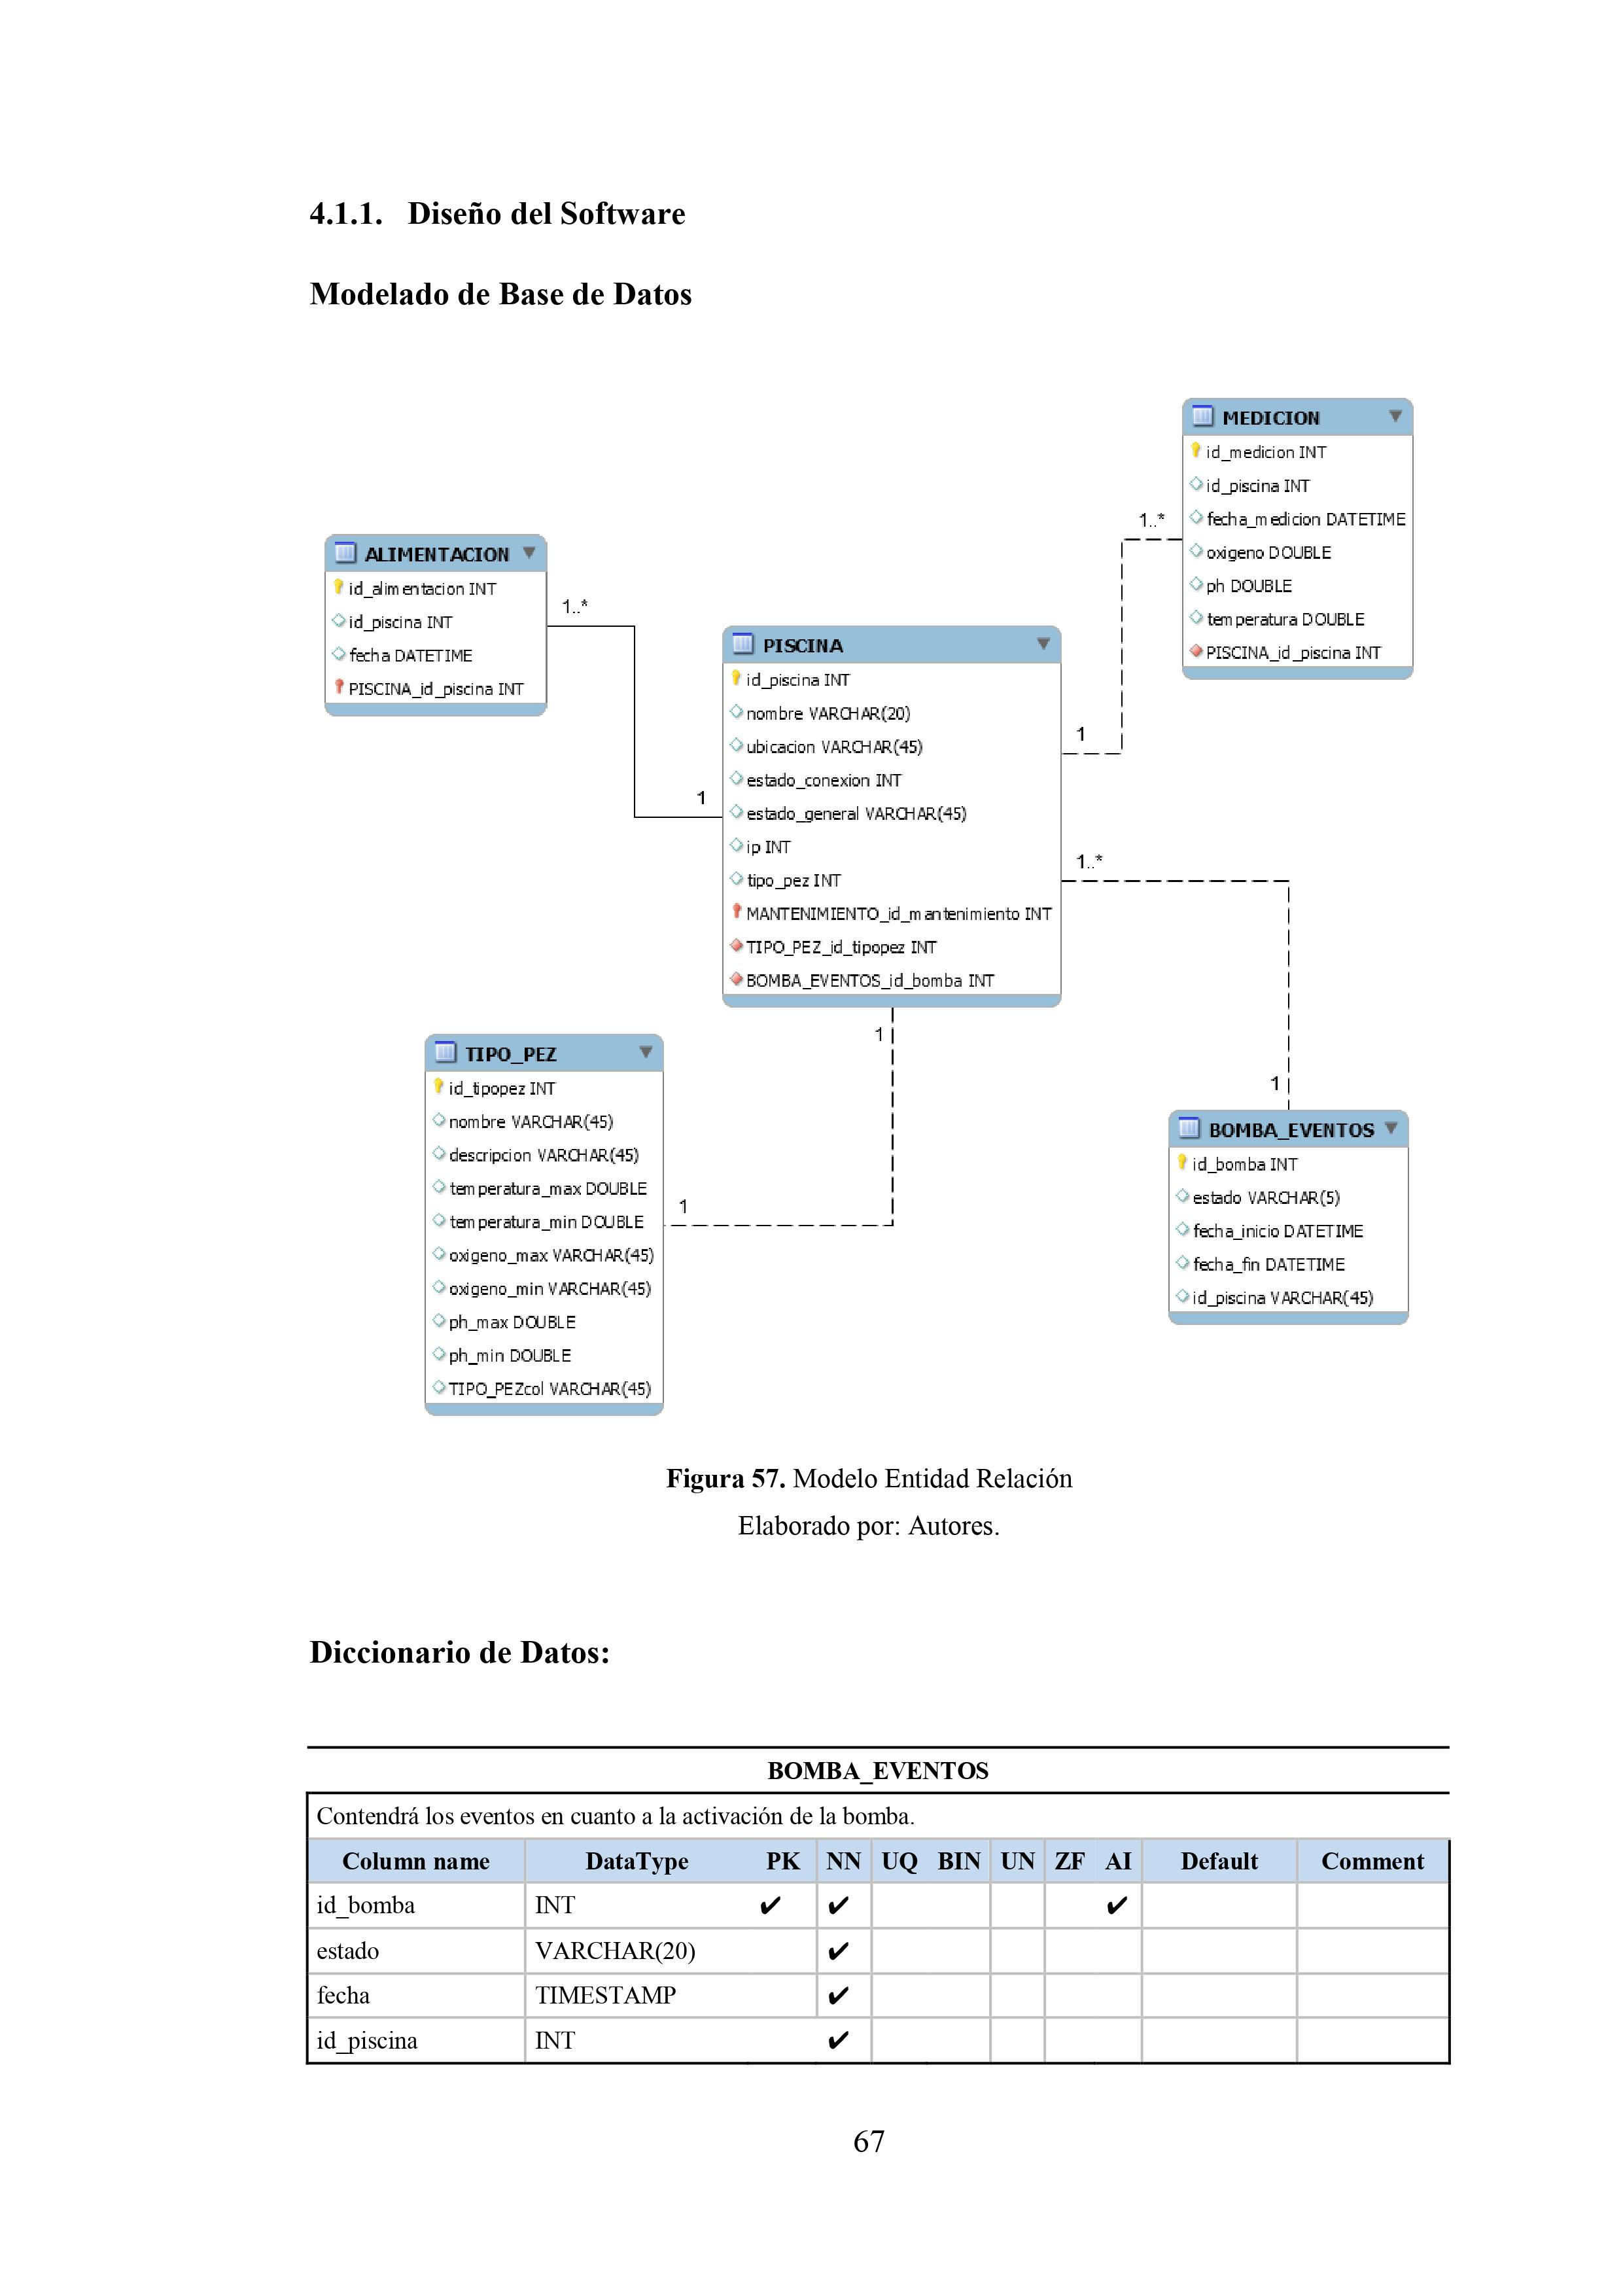 4.1.1. Diseño del Software
Modelado de Base de Datos
MEDICION
id_medicion INT
id_piscina INT
fecha_medicion DATETIME
oxigeno DOUBLE
ph DOUBLE
temperatura DOUBLE
PISCINA_id_piscina INT
1..*
1
ALIMENTACION
id_alimentacion INT
id_piscina INT
fecha DATETIME
PISCINA_id_piscina INT
1..*
1
PISCINA
id_piscina INT
nombre VARCHAR(20)
ubicacion VARCHAR(45)
estado_conexion INT
estado_general VARCHAR(45)
ip INT
tipo_pez INT
MANTENIMIENTO_id_mantenimiento INT
TIPO_PEZ_id_tipopez INT
BOMBA_EVENTOS_id_bomba INT
1..*
1
1
1
TIPO_PEZ
id_tipopez INT
nombre VARCHAR(45)
descripcion VARCHAR(45)
temperatura_max DOUBLE
temperatura_min DOUBLE
oxigeno_max VARCHAR(45)
oxigeno_min VARCHAR(45)
ph_max DOUBLE
ph_min DOUBLE
TIPO_PEZcol VARCHAR(45)
BOMBA_EVENTOS
id_bomba INT
estado VARCHAR(5)
fecha_inicio DATETIME
fecha_fin DATETIME
id_piscina VARCHAR(45)
Figura 57. Modelo Entidad Relación
Elaborado por: Autores.
Diccionario de Datos:
BOMBA_EVENTOS
Contendrá los eventos en cuanto a la activación de la bomba.
Column name DataType PK NN UQ BIN UN ZF AI Default Comment
id_bomba INT ✔ ✔ ✔
estado VARCHAR(20) ✔
fecha TIMESTAMP ✔
id_piscina INT ✔
67